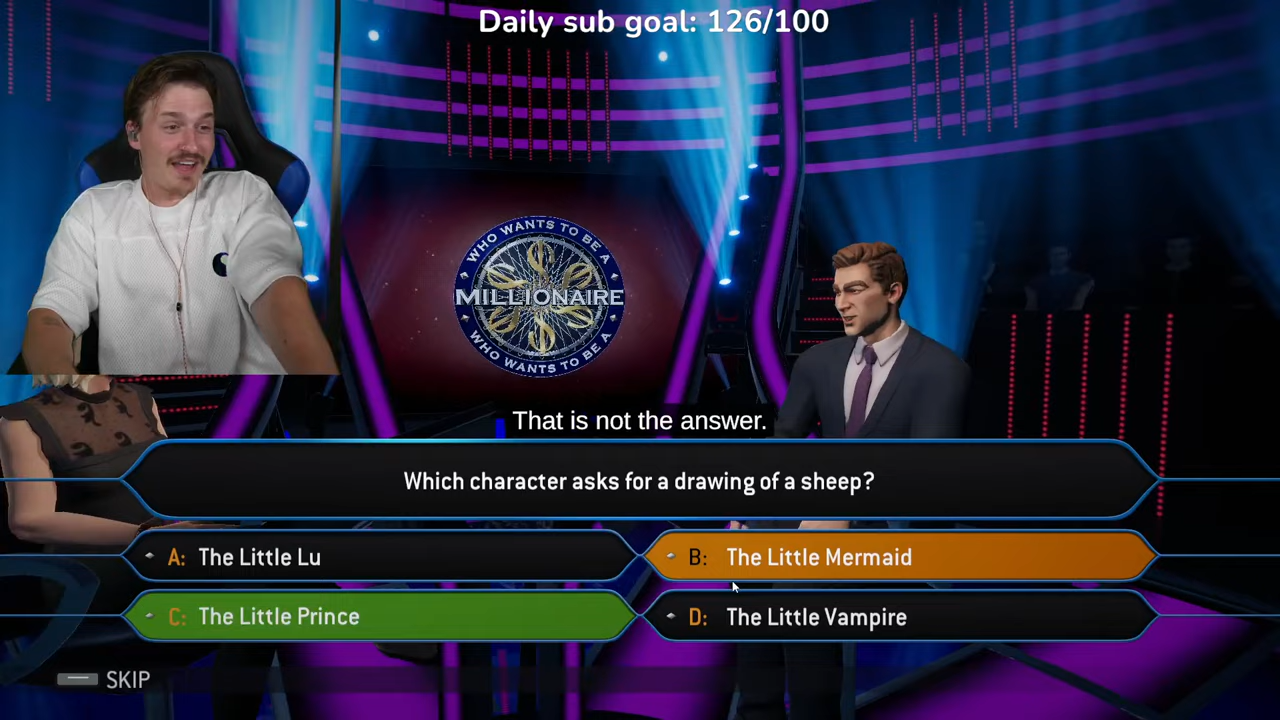 Daily sub goal: 126/100
WHO WANTS TO BE A
MILLIONAIRE
WHO WANTS TO BE A
That is not the answer.
Which character asks for a drawing of a sheep?
A: The Little Lu
B: The Little Mermaid
C: The Little Prince
D: The Little Vampire
SKIP